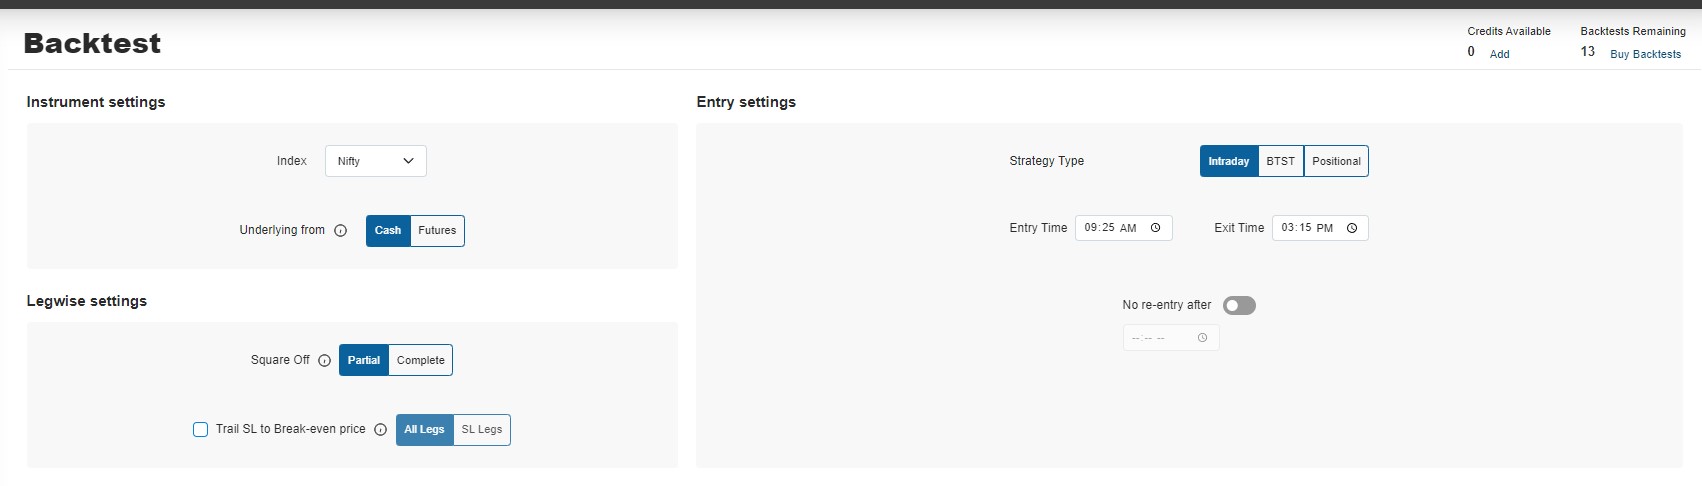 Backtest
Credits Available
0 Add
Backtests Remaining
13 Buy Backtests
Instrument settings
Index Nifty
Underlying from Cash Futures
Legwise settings
Square Off Partial Complete
Trail SL to Break-even price All Legs SL Legs
Entry settings
Strategy Type Intraday BTST Positional
Entry Time 09:25 AM Exit Time 03:15 PM
No re-entry after
--:-- --